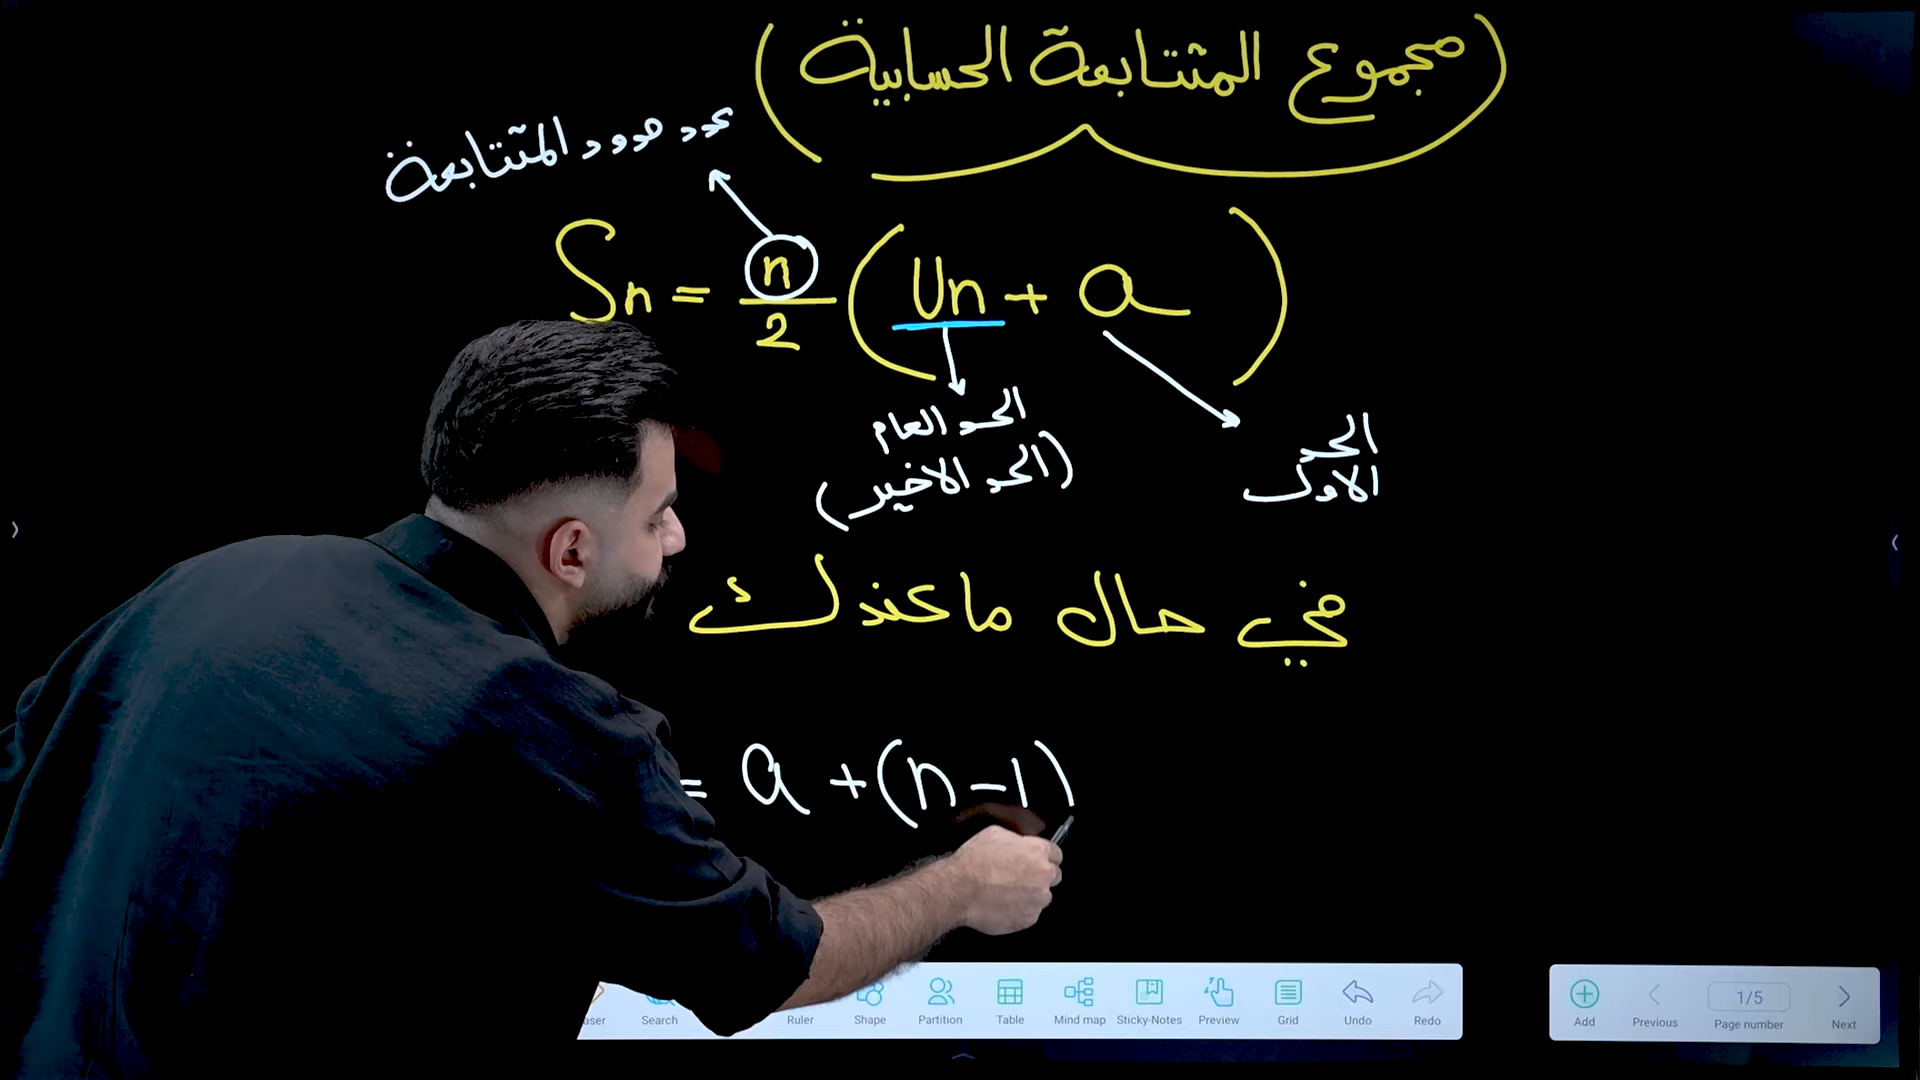 (مجموع المتتابعة الحسابية)
عدد حدود المتتابعة
Sn = n/2 (Un + a)
الحد العام
(الحد الاخير)
الحد
الاول
في حال ماعندك
= a + (n-1)
Search Ruler Shape Partition Table Mind map Sticky-Notes Preview Grid Undo Redo
Add Previous 1/5 Page number Next